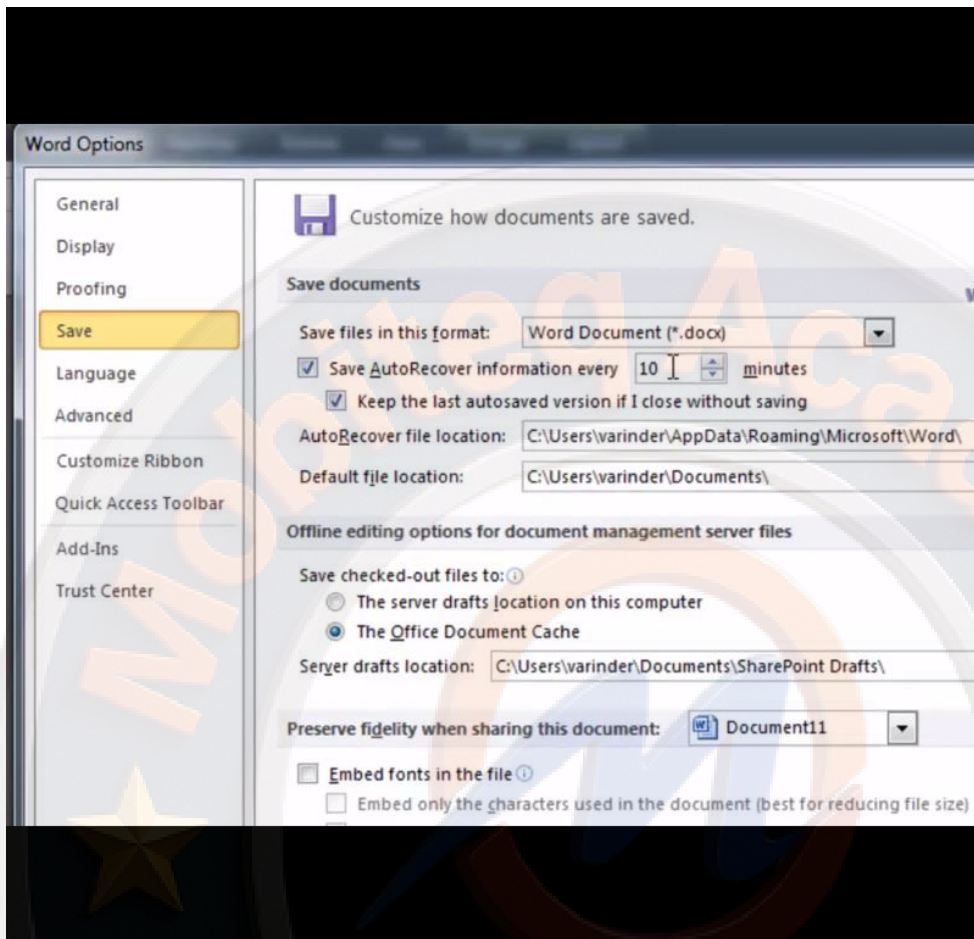 Word Options
General
Display
Proofing
Save
Language
Advanced
Customize Ribbon
Quick Access Toolbar
Add-Ins
Trust Center
Customize how documents are saved.
Save documents
Save files in this format: Word Document (*.docx)
Save AutoRecover information every 10 minutes
Keep the last autosaved version if I close without saving
AutoRecover file location: C:\Users\varinder\AppData\Roaming\Microsoft\Word\
Default file location: C:\Users\varinder\Documents\
Offline editing options for document management server files
Save checked-out files to:
The server drafts location on this computer
The Office Document Cache
Server drafts location: C:\Users\varinder\Documents\SharePoint Drafts\
Preserve fidelity when sharing this document: Document11
Embed fonts in the file
Embed only the characters used in the document (best for reducing file size)
Mobiteq